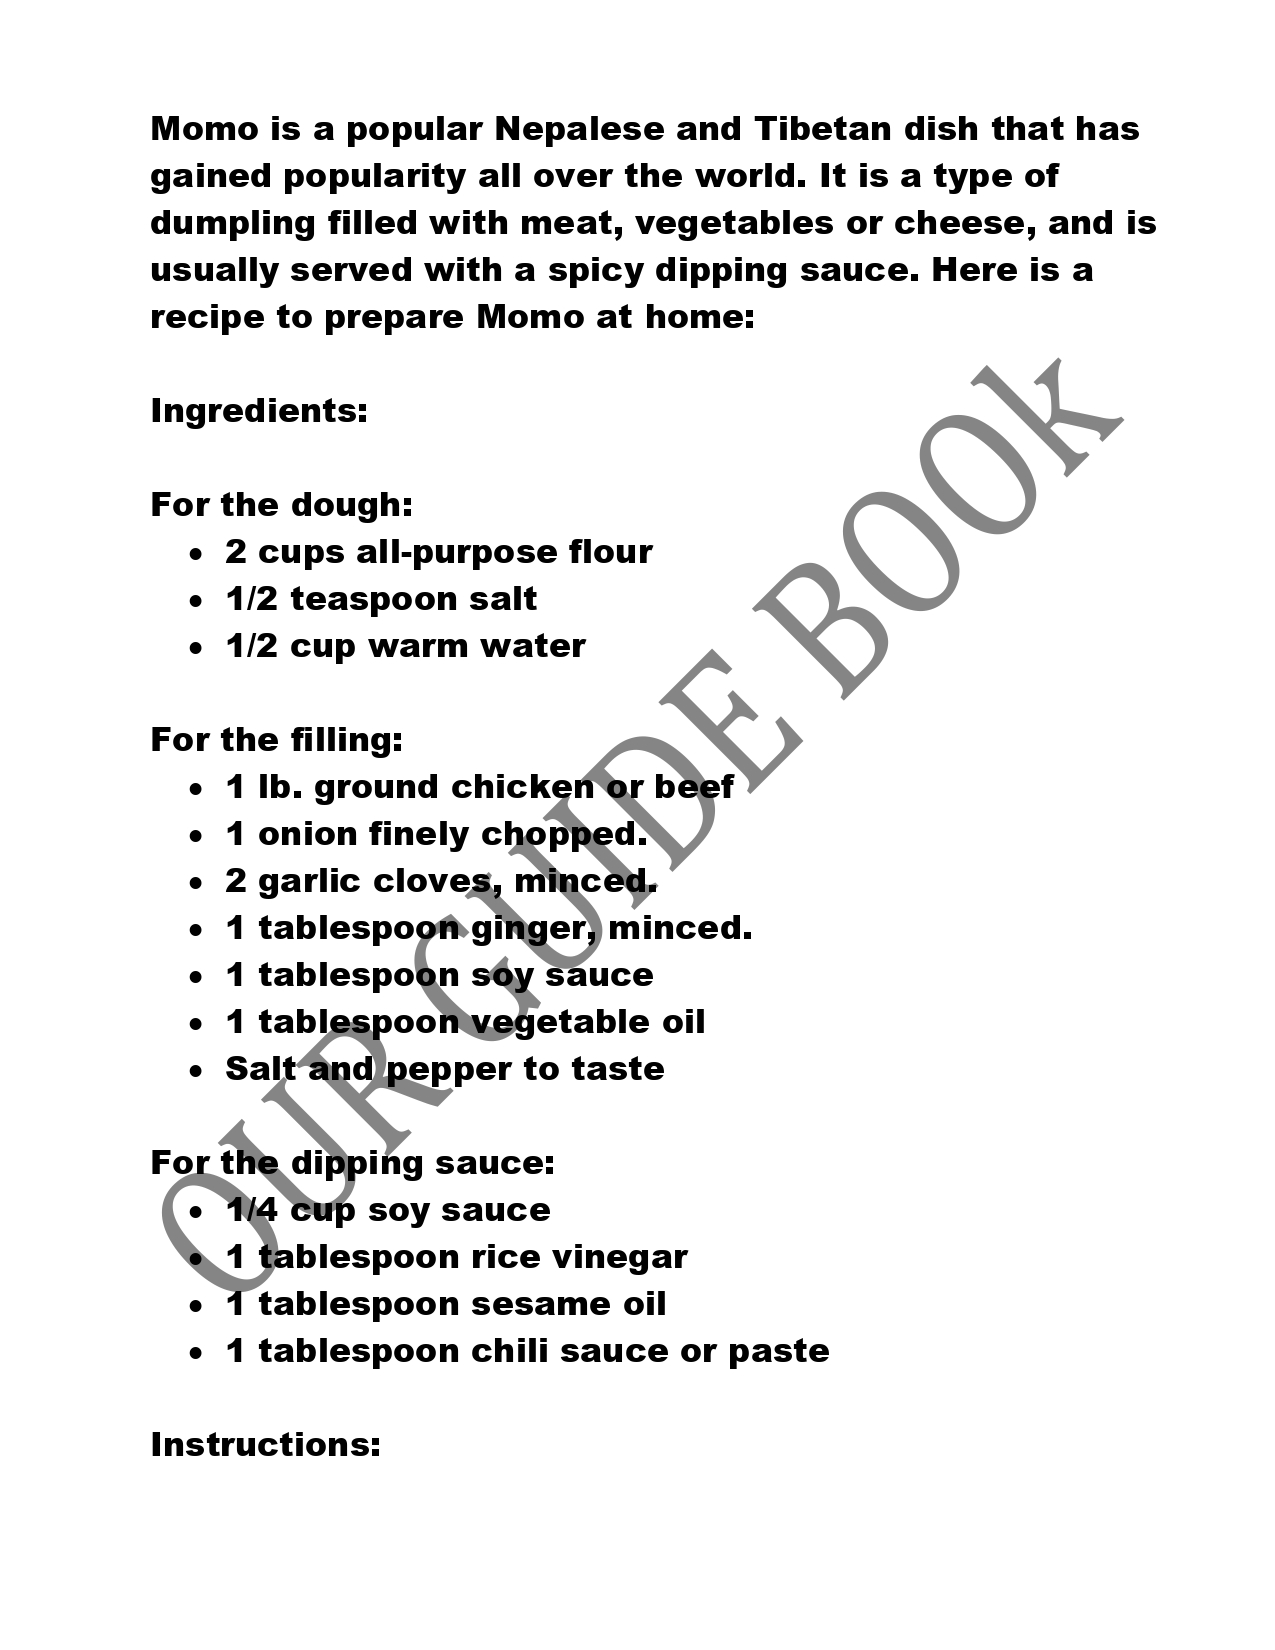 Momo is a popular Nepalese and Tibetan dish that has
gained popularity all over the world. It is a type of
dumpling filled with meat, vegetables or cheese, and is
usually served with a spicy dipping sauce. Here is a
recipe to prepare Momo at home:
Ingredients:
For the dough:
• 2 cups all-purpose flour
• 1/2 teaspoon salt
• 1/2 cup warm water
For the filling:
• 1 lb. ground chicken or beef
• 1 onion finely chopped.
• 2 garlic cloves, minced.
• 1 tablespoon ginger, minced.
• 1 tablespoon soy sauce
• 1 tablespoon vegetable oil
• Salt and pepper to taste
For the dipping sauce:
• 1/4 cup soy sauce
• 1 tablespoon rice vinegar
• 1 tablespoon sesame oil
• 1 tablespoon chili sauce or paste
Instructions:
OUR GUIDE BOOk